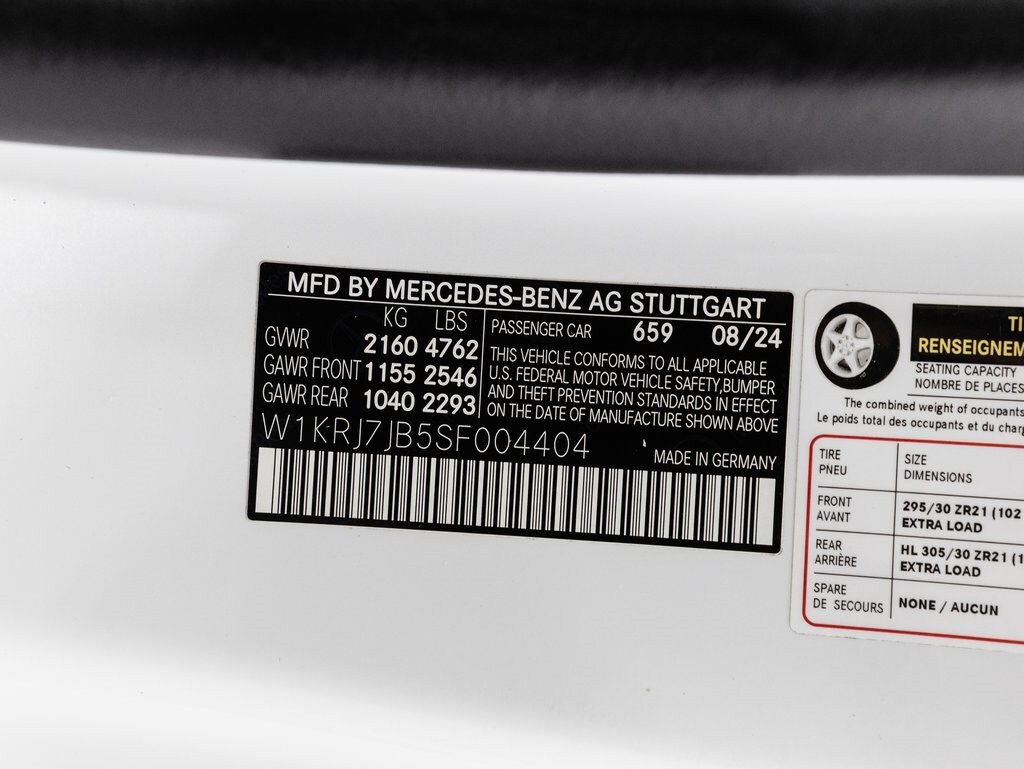 MFD BY MERCEDES-BENZ AG STUTTGART
KG LBS
GVWR 2160 4762
GAWR FRONT 1155 2546
GAWR REAR 1040 2293
PASSENGER CAR 659 08/24
THIS VEHICLE CONFORMS TO ALL APPLICABLE
U.S. FEDERAL MOTOR VEHICLE SAFETY,BUMPER
AND THEFT PREVENTION STANDARDS IN EFFECT
ON THE DATE OF MANUFACTURE SHOWN ABOVE
W1KRJ7JB5SF004404
MADE IN GERMANY
TI
RENSEIGNEM
SEATING CAPACITY
NOMBRE DE PLACES
The combined weight of occupants
Le poids total des occupants et du char
TIRE SIZE
PNEU DIMENSIONS
FRONT 295/30 ZR21 (102
AVANT EXTRA LOAD
REAR HL 305/30 ZR21 (1
ARRIÈRE EXTRA LOAD
SPARE NONE / AUCUN
DE SECOURS